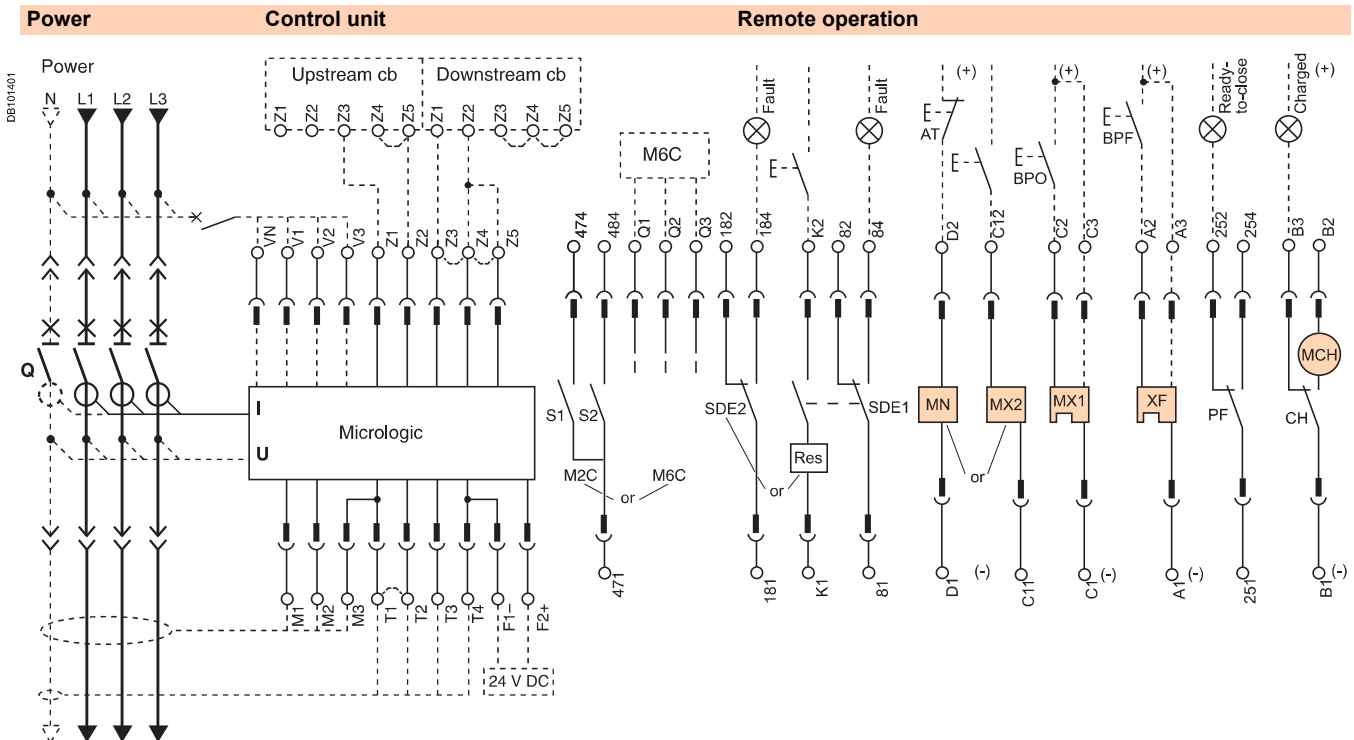 Power Control unit Remote operation
DB101401
Power
N L1 L2 L3
Upstream cb Downstream cb
Z1 Z2 Z3 Z4 Z5 Z1 Z2 Z3 Z4 Z5
M6C
Fault
Fault
(+)
AT
(+)
BPO
(+)
BPF
Ready-
to-close
Charged
(+)
VN V1 V2 V3 Z1 Z2 Z3 Z4 Z5
474 484 Q1 Q2 Q3 182 184 K2 82 84
D2 C12 C2 C3 A2 A3 252 254 B3 B2
Q
I
U
Micrologic
S1 S2
M2C or M6C
SDE2
Res
or
SDE1
MN MX2 MX1 XF
or
PF
CH
MCH
M1 M2 M3 T1 T2 T3 T4 F1– F2+
24 V DC
471 181 K1 81
D1 (-) C11 C1 (-) A1 (-) 251 B1 (-)